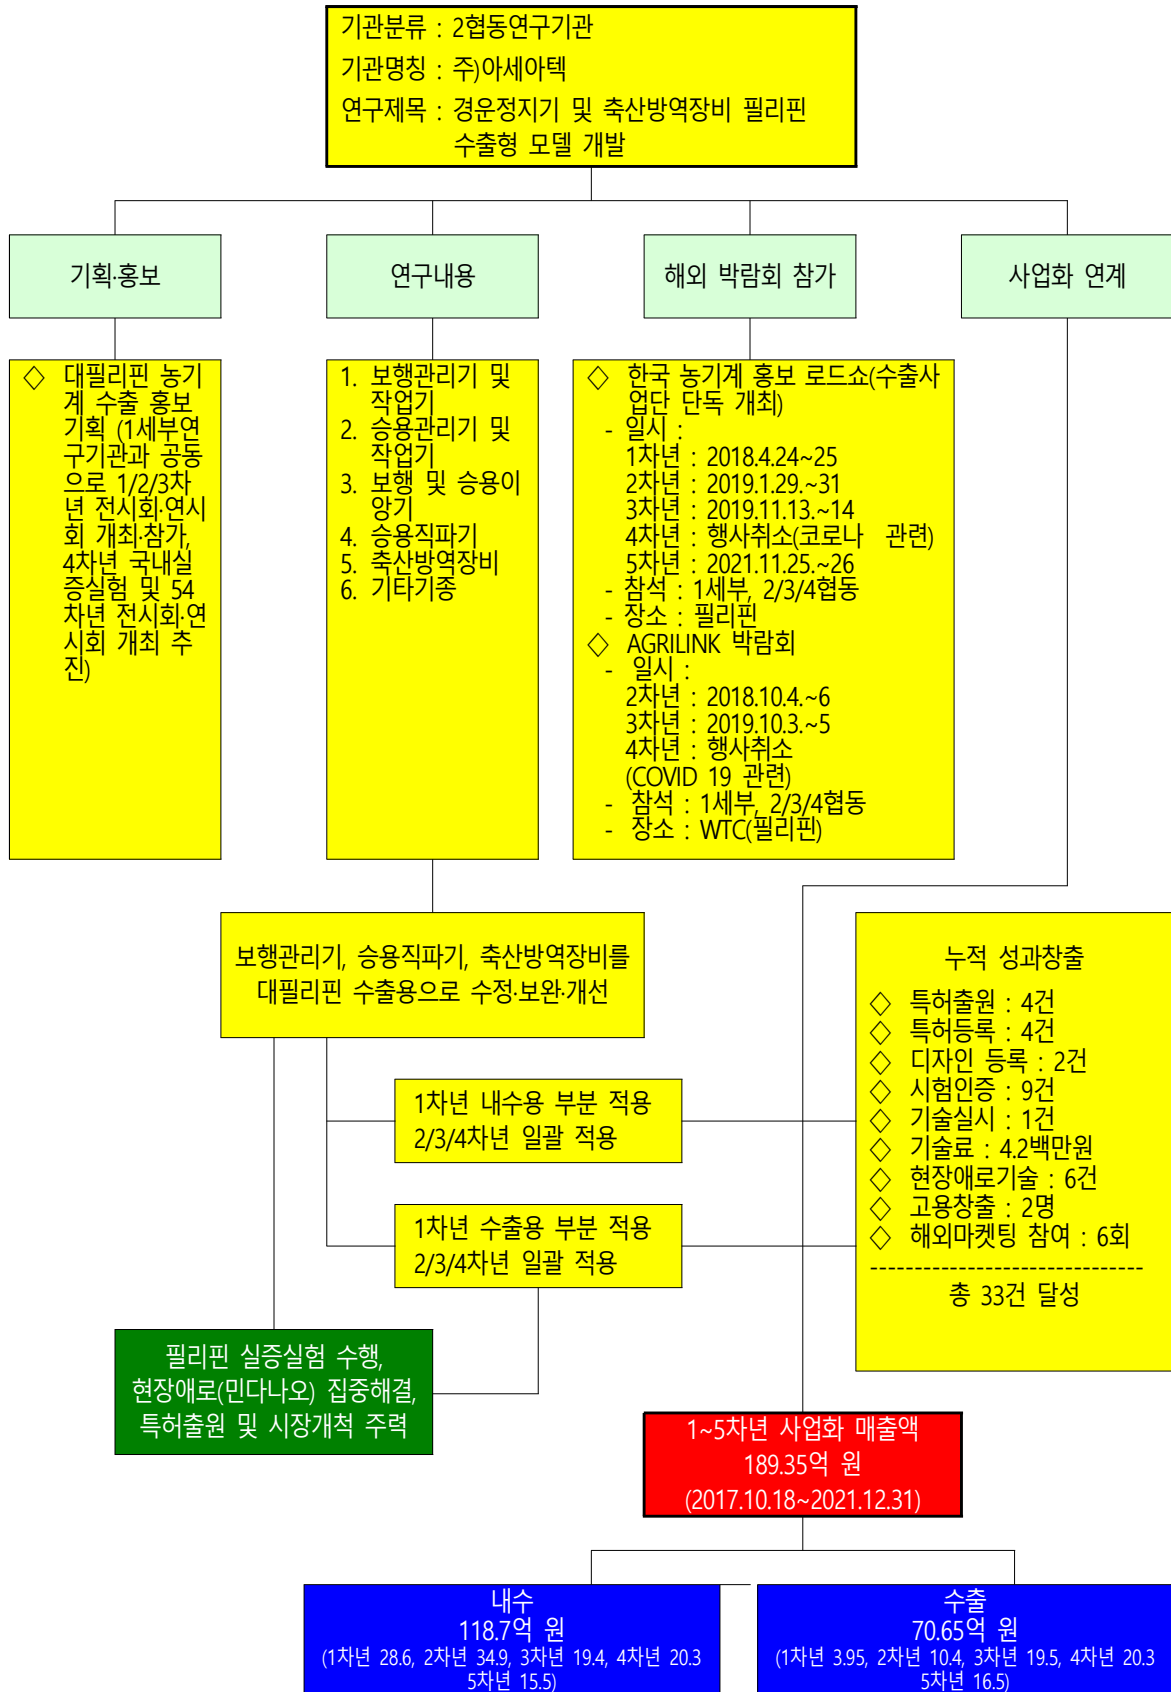 기관분류 : 2협동연구기관
기관명칭 : 주)아세아텍
연구제목 : 경운정지기 및 축산방역장비 필리핀
수출형 모델 개발
기획·홍보
연구내용
해외 박람회 참가
사업화 연계
◇ 대필리핀 농기
계 수출 홍보
기획 (1세부연
구기관과 공동
으로 1/2/3차
년 전시회·연시
회 개최·참가,
4차년 국내실
증실험 및 54
차년 전시회·연
시회 개최 추
진)
1. 보행관리기 및
작업기
2. 승용관리기 및
작업기
3. 보행 및 승용이
앙기
4. 승용직파기
5. 축산방역장비
6. 기타기종
◇ 한국 농기계 홍보 로드쇼(수출사
업단 단독 개최)
- 일시 :
1차년 : 2018.4.24~25
2차년 : 2019.1.29.~31
3차년 : 2019.11.13.~14
4차년 : 행사취소(코로나 관련)
5차년 : 2021.11.25.~26
- 참석 : 1세부, 2/3/4협동
- 장소 : 필리핀
◇ AGRILINK 박람회
- 일시 :
2차년 : 2018.10.4.~6
3차년 : 2019.10.3.~5
4차년 : 행사취소
(COVID 19 관련)
- 참석 : 1세부, 2/3/4협동
- 장소 : WTC(필리핀)
보행관리기, 승용직파기, 축산방역장비를
대필리핀 수출용으로 수정·보완·개선
1차년 내수용 부분 적용
2/3/4차년 일괄 적용
1차년 수출용 부분 적용
2/3/4차년 일괄 적용
필리핀 실증실험 수행,
현장애로(민다나오) 집중해결,
특허출원 및 시장개척 주력
누적 성과창출
◇ 특허출원 : 4건
◇ 특허등록 : 4건
◇ 디자인 등록 : 2건
◇ 시험인증 : 9건
◇ 기술실시 : 1건
◇ 기술료 : 4.2백만원
◇ 현장애로기술 : 6건
◇ 고용창출 : 2명
◇ 해외마켓팅 참여 : 6회
-------------------------------
총 33건 달성
1~5차년 사업화 매출액
189.35억 원
(2017.10.18~2021.12.31)
내수
118.7억 원
(1차년 28.6, 2차년 34.9, 3차년 19.4, 4차년 20.3
5차년 15.5)
수출
70.65억 원
(1차년 3.95, 2차년 10.4, 3차년 19.5, 4차년 20.3
5차년 16.5)